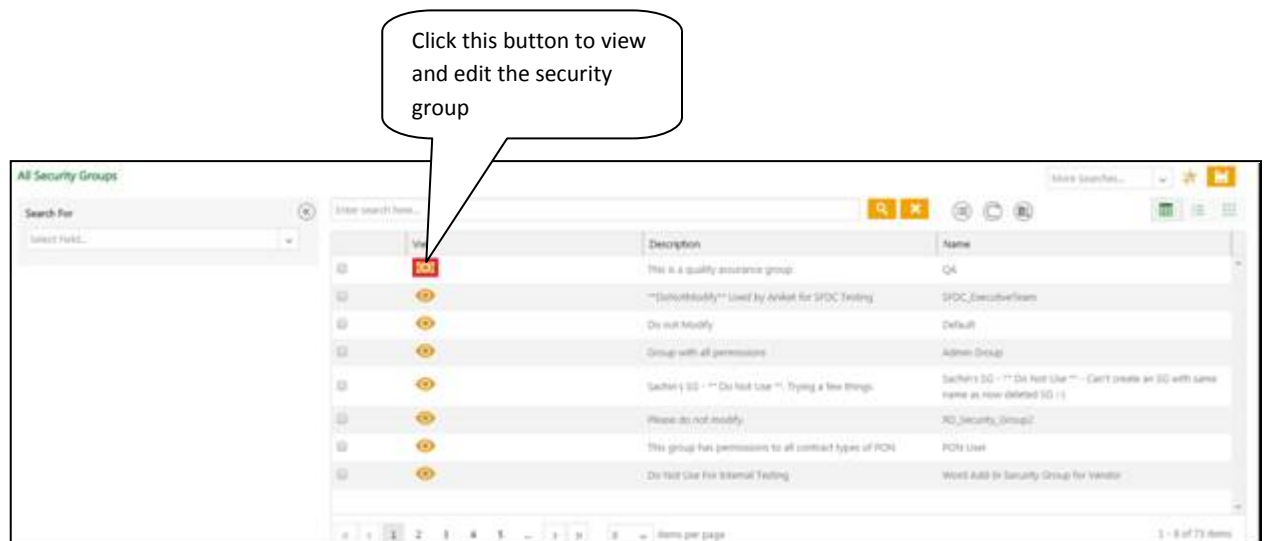 Click this button to view
and edit the security
group
All Security Groups
More Searches...
Search For
Enter search here...
Select Field...
Description
Name
This is a quality assurance group
QA
**DoNotModify** Used by Aniket for SFDC Testing
SFDC_ExecutiveTeam
Do not Modify
Default
Group with all permissions
Admin Group
Sachin's SG - ** Do Not Use ** - Can't create an SG with same
Sachin's SG - ** Do Not Use **. Trying a few things
name as now deleted SG :-)
Please do not modify.
RD_Security_Group2
This group has permissions to all contract types of PCN
PCN User
Do Not Use For Internal Testing
Word Add-In Security Group for Vendor
1 2 3 4 5 ... 8 items per page
1 - 8 of 73 items